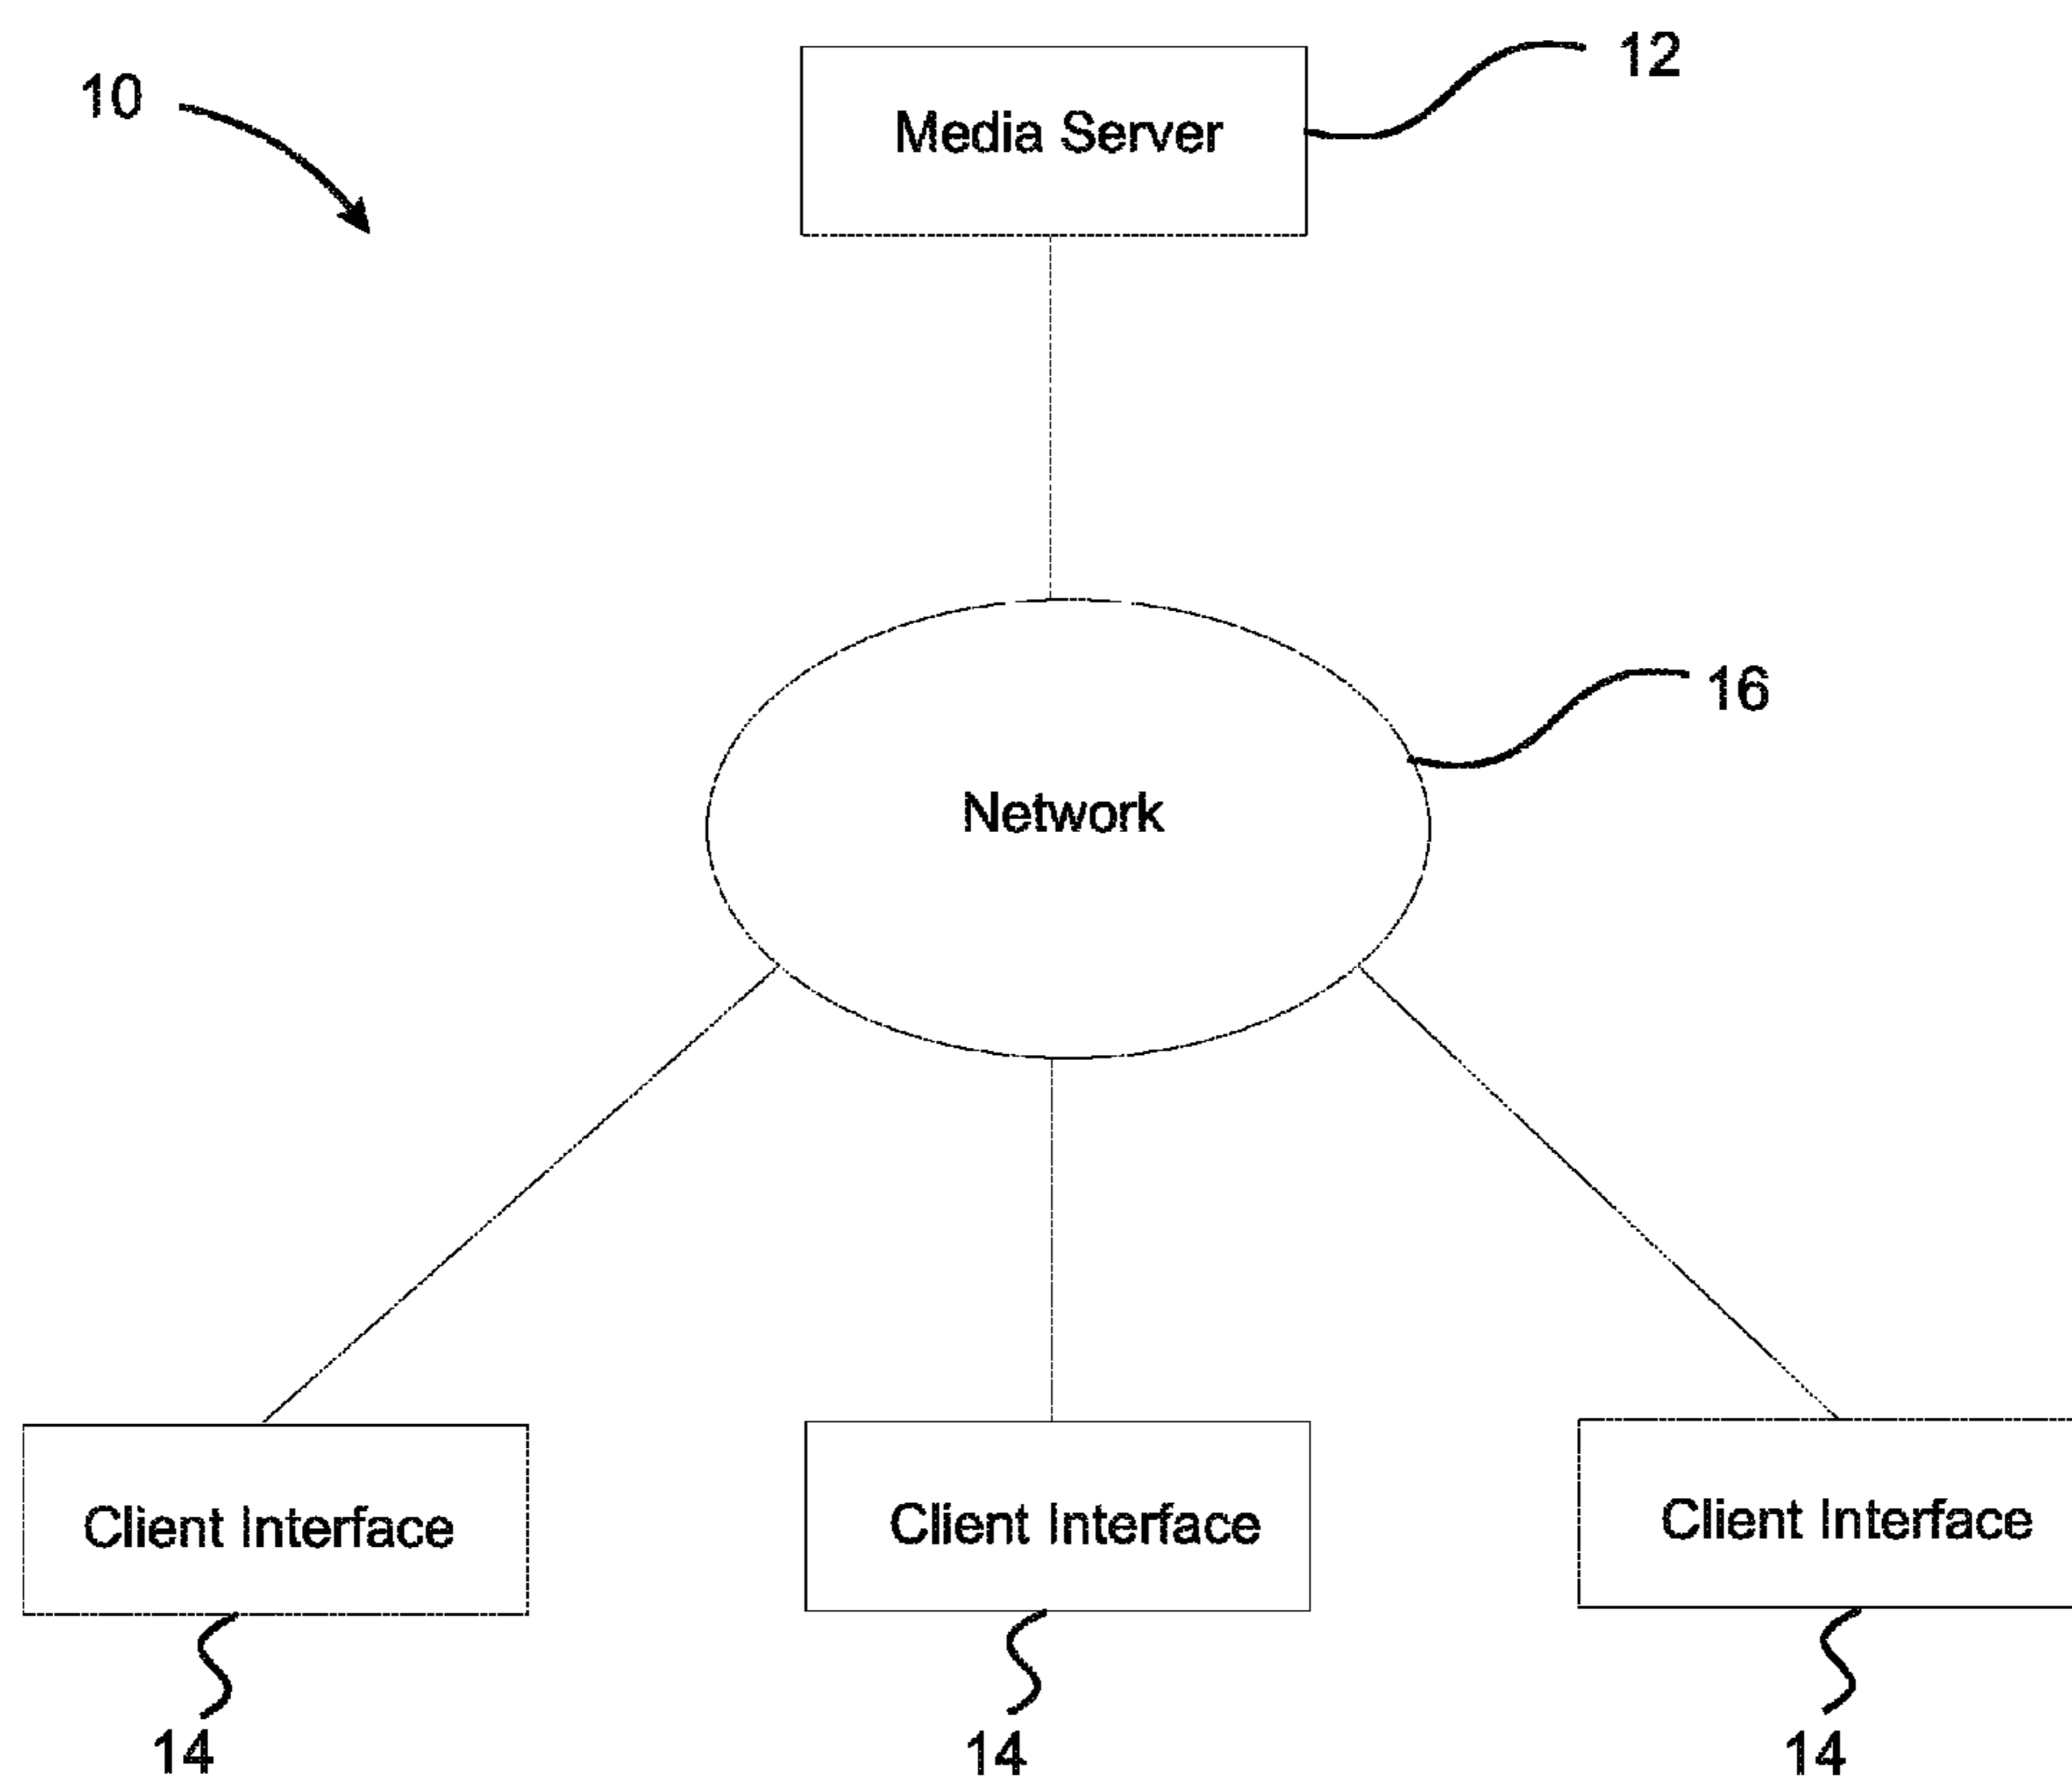 10
12
Media Server
16
Network
Client Interface
Client Interface
Client Interface
14
14
14